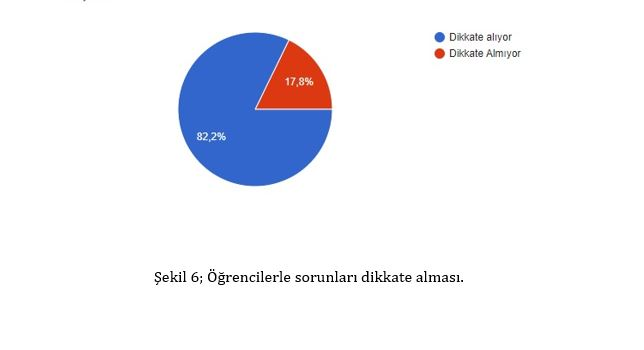 Dikkate alıyor
Dikkate Almıyor
17,8%
82,2%
Şekil 6; Öğrencilerle sorunları dikkate alması.